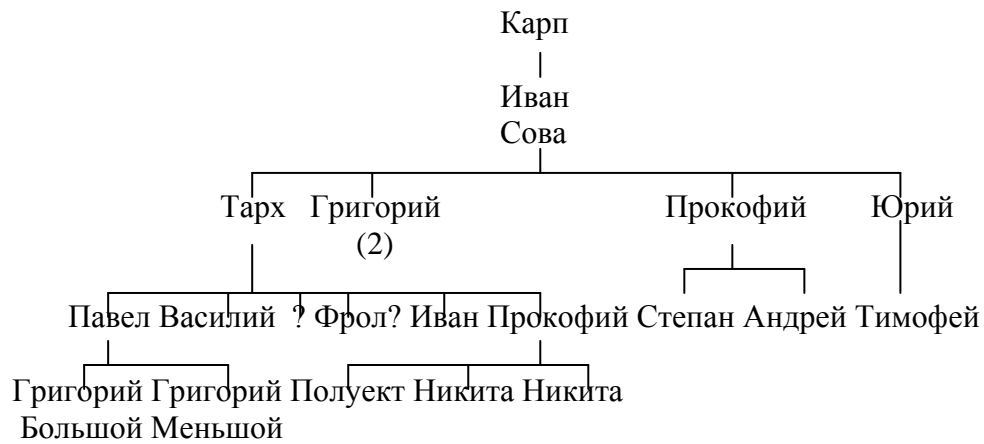 Карп
Иван
Сова
Тарх Григорий Прокофий Юрий
(2)
Павел Василий ? Фрол? Иван Прокофий Степан Андрей Тимофей
Григорий Григорий Полуект Никита Никита
Большой Меньшой